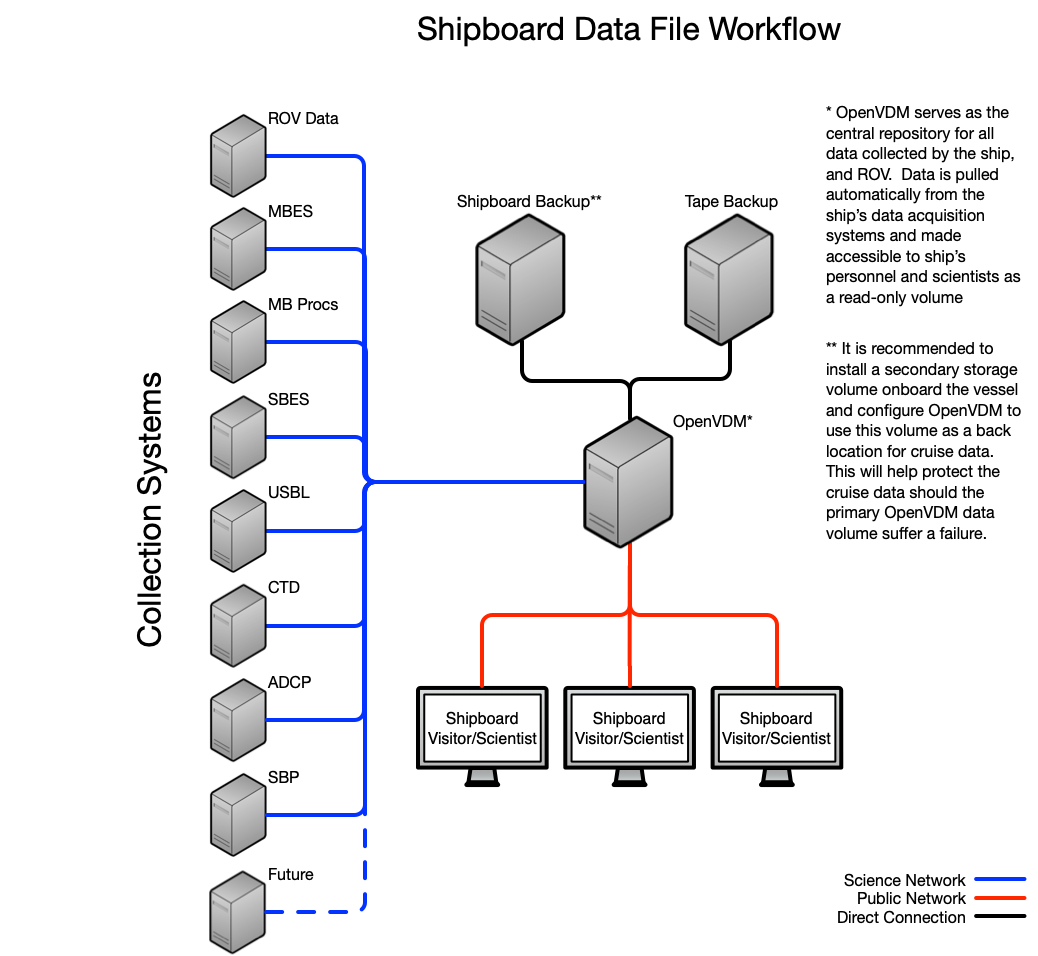 Shipboard Data File Workflow
Collection Systems
ROV Data
MBES
MB Procs
SBES
USBL
CTD
ADCP
SBP
Future
Shipboard Backup**
Tape Backup
OpenVDM*
Shipboard
Visitor/Scientist
Shipboard
Visitor/Scientist
Shipboard
Visitor/Scientist
* OpenVDM serves as the
central repository for all
data collected by the ship,
and ROV.  Data is pulled
automatically from the
ship's data acquisition
systems and made
accessible to ship's
personnel and scientists as
a read-only volume
** It is recommended to
install a secondary storage
volume onboard the vessel
and configure OpenVDM to
use this volume as a back
location for cruise data.
This will help protect the
cruise data should the
primary OpenVDM data
volume suffer a failure.
Science Network
Public Network
Direct Connection